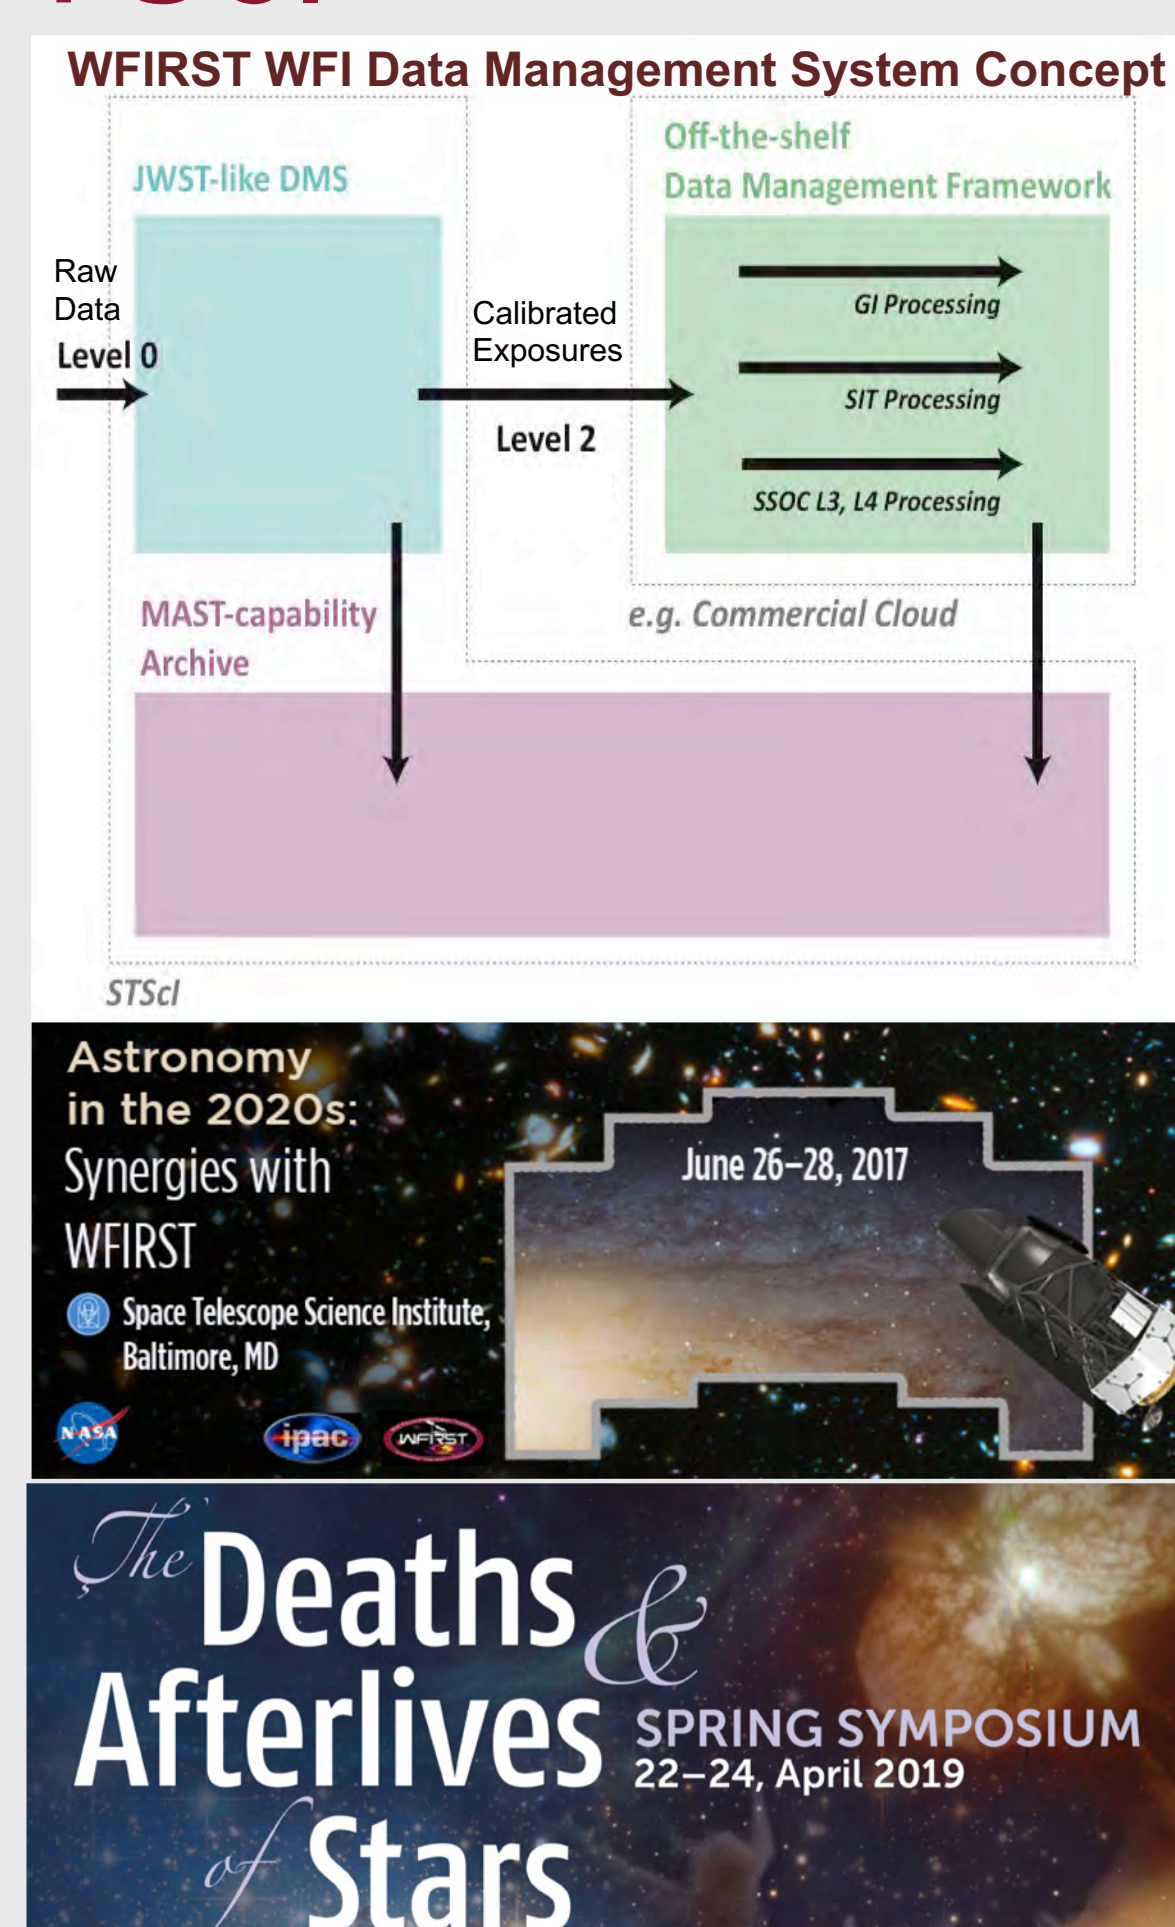 WFIRST WFI Data Management System Concept
Off-the-shelf
Data Management Framework
JWST-like DMS
Raw
Data
Level 0
Calibrated
Exposures
Level 2
GI Processing
SIT Processing
SSOC L3, L4 Processing
MAST-capability
Archive
e.g. Commercial Cloud
STScI
Astronomy
in the 2020s:
Synergies with
WFIRST
June 26–28, 2017
Space Telescope Science Institute,
Baltimore, MD
NASA
ipac
WFIRST
The Deaths &
Afterlives
SPRING SYMPOSIUM
22–24, April 2019
of Stars